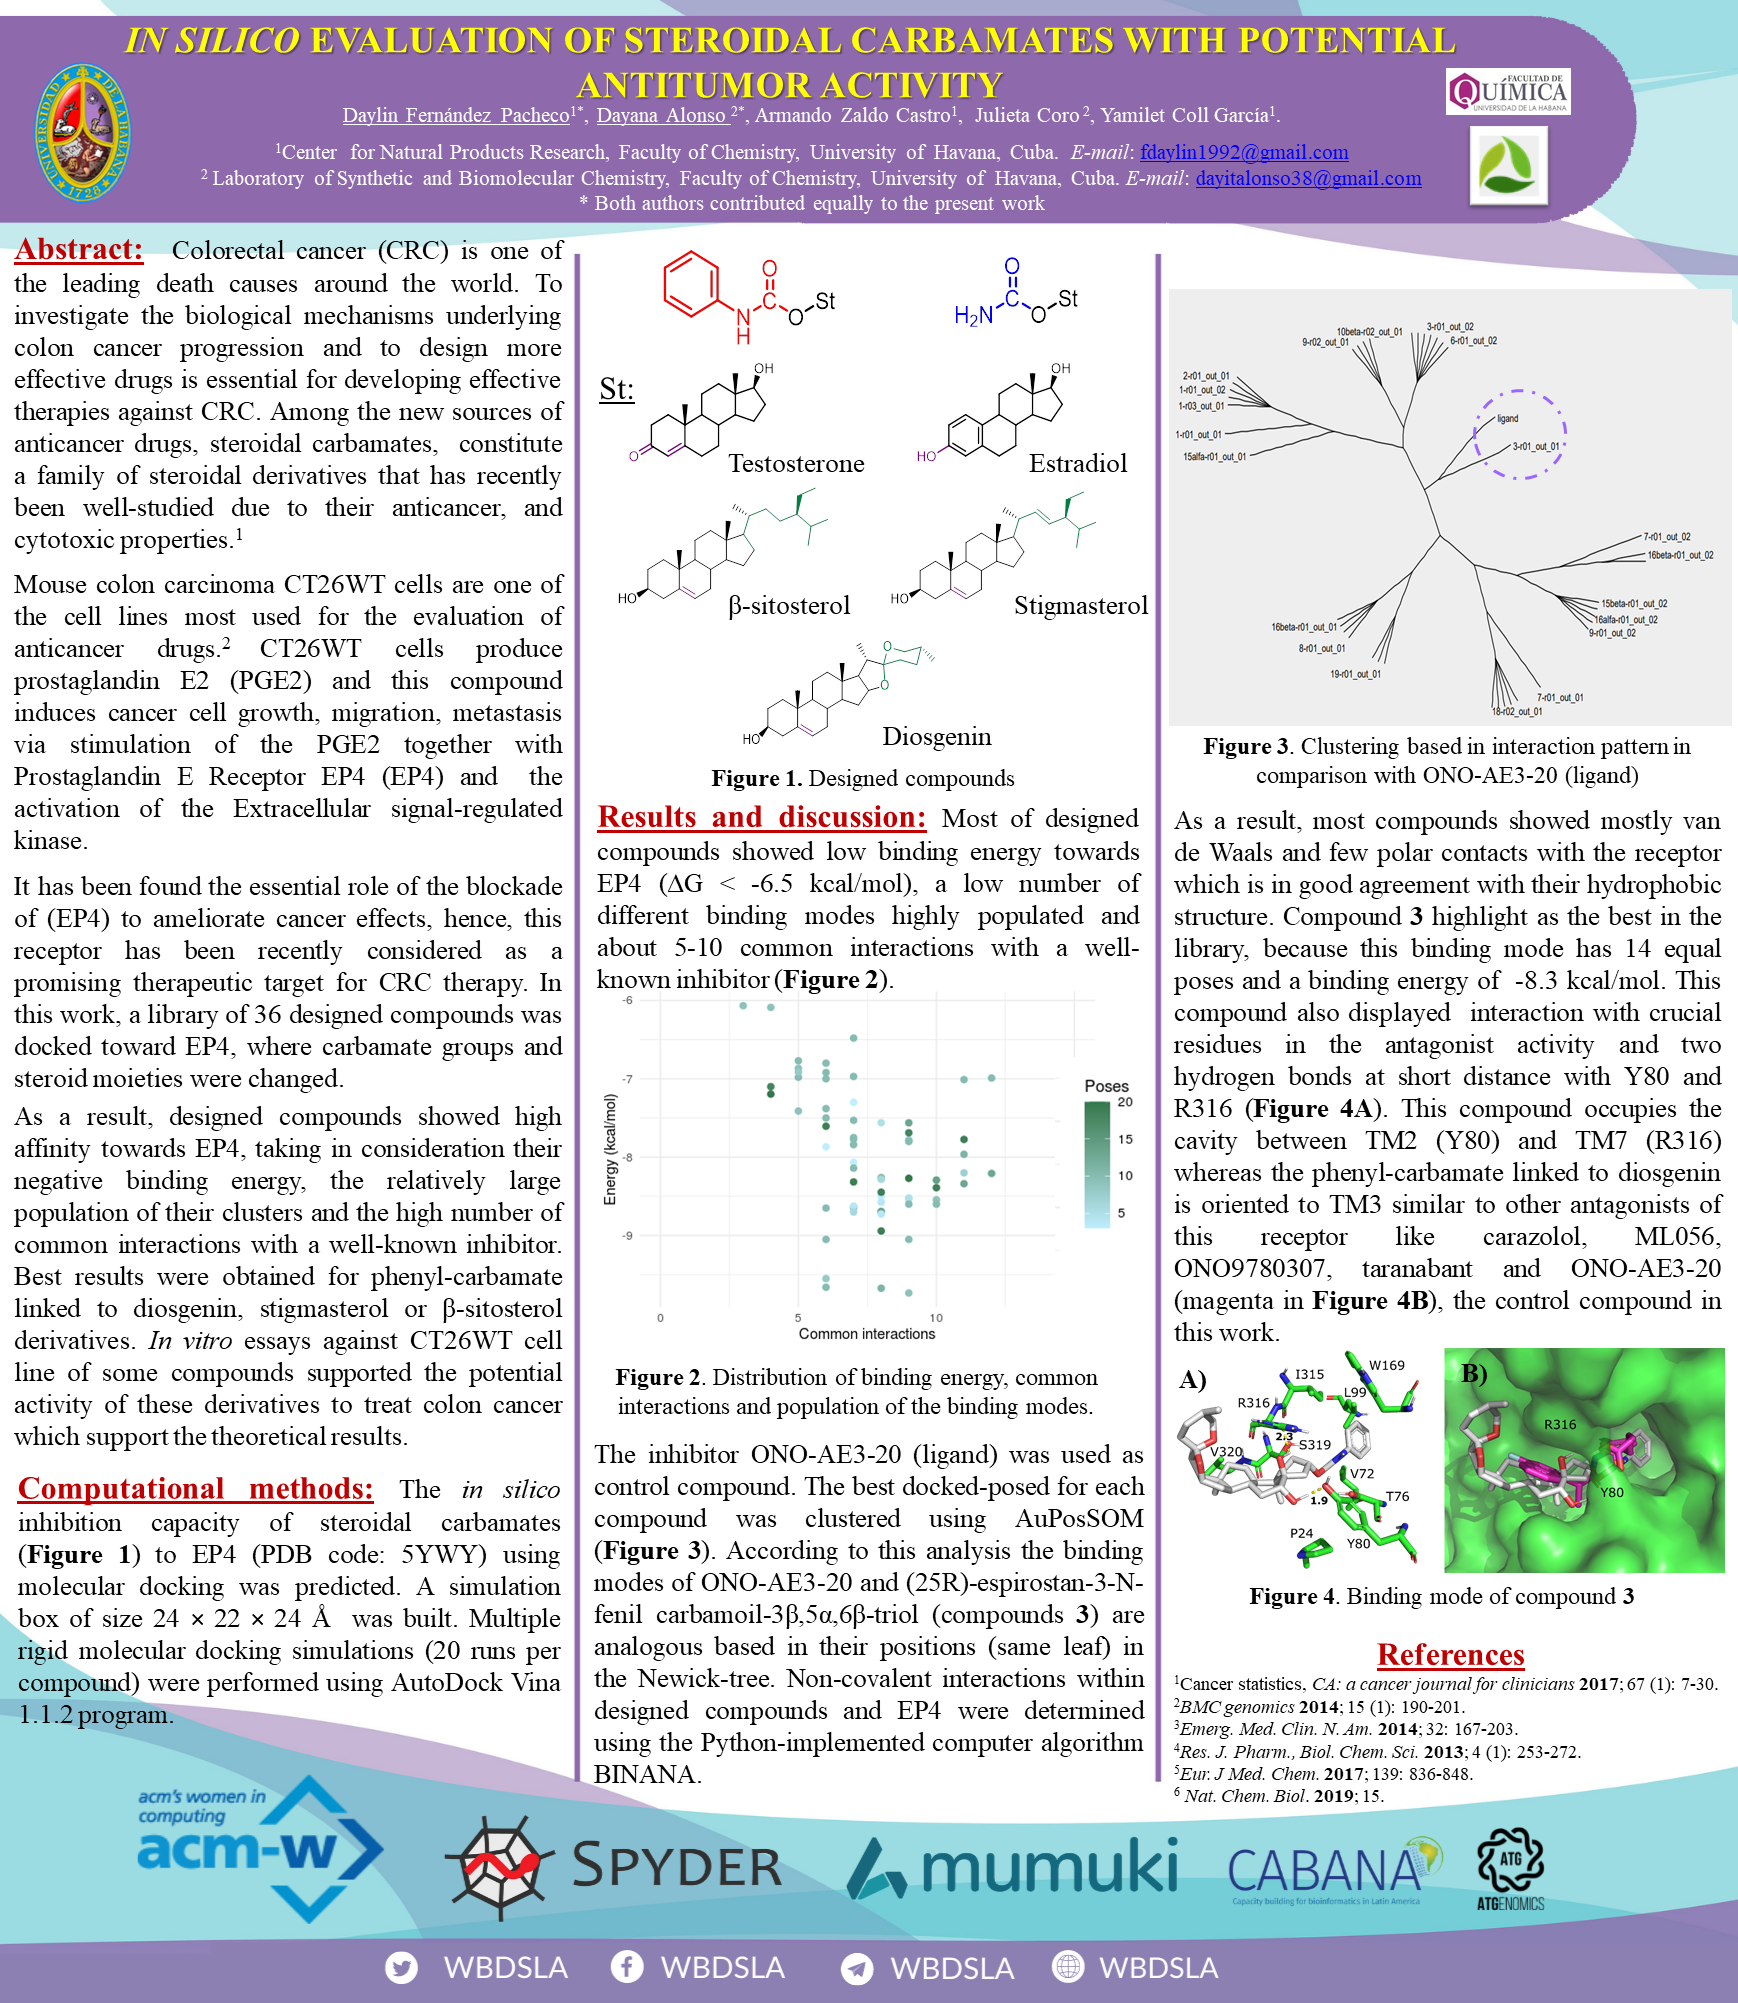 IN SILICO EVALUATION OF STEROIDAL CARBAMATES WITH POTENTIAL
ANTITUMOR ACTIVITY
Daylin Fernández Pacheco1*, Dayana Alonso 2*, Armando Zaldo Castro1, Julieta Coro 2, Yamilet Coll García1.
1Center for Natural Products Research, Faculty of Chemistry, University of Havana, Cuba. E-mail: fdaylin1992@gmail.com
2 Laboratory of Synthetic and Biomolecular Chemistry, Faculty of Chemistry, University of Havana, Cuba. E-mail: dayitalonso38@gmail.com
* Both authors contributed equally to the present work
UNIVERSIDAD DE LA HABANA
1728
FACULTAD DE
QUÍMICA
UNIVERSIDAD DE LA HABANA
Abstract: Colorectal cancer (CRC) is one of
the leading death causes around the world. To
investigate the biological mechanisms underlying
colon cancer progression and to design more
effective drugs is essential for developing effective
therapies against CRC. Among the new sources of
anticancer drugs, steroidal carbamates, constitute
a family of steroidal derivatives that has recently
been well-studied due to their anticancer, and
cytotoxic properties.1
Mouse colon carcinoma CT26WT cells are one of
the cell lines most used for the evaluation of
anticancer drugs.2 CT26WT cells produce
prostaglandin E2 (PGE2) and this compound
induces cancer cell growth, migration, metastasis
via stimulation of the PGE2 together with
Prostaglandin E Receptor EP4 (EP4) and the
activation of the Extracellular signal-regulated
kinase.
It has been found the essential role of the blockade
of (EP4) to ameliorate cancer effects, hence, this
receptor has been recently considered as a
promising therapeutic target for CRC therapy. In
this work, a library of 36 designed compounds was
docked toward EP4, where carbamate groups and
steroid moieties were changed.
As a result, designed compounds showed high
affinity towards EP4, taking in consideration their
negative binding energy, the relatively large
population of their clusters and the high number of
common interactions with a well-known inhibitor.
Best results were obtained for phenyl-carbamate
linked to diosgenin, stigmasterol or β-sitosterol
derivatives. In vitro essays against CT26WT cell
line of some compounds supported the potential
activity of these derivatives to treat colon cancer
which support the theoretical results.
Computational methods: The in silico
inhibition capacity of steroidal carbamates
(Figure 1) to EP4 (PDB code: 5YWY) using
molecular docking was predicted. A simulation
box of size 24 × 22 × 24 Å was built. Multiple
rigid molecular docking simulations (20 runs per
compound) were performed using AutoDock Vina
1.1.2 program.
O
C
N
H
O
St
O
H2N
C
O
St
St:
OH
O
Testosterone
OH
HO
Estradiol
HO
β-sitosterol
HO
Stigmasterol
O
O
HO
Diosgenin
Figure 1. Designed compounds
Results and discussion: Most of designed
compounds showed low binding energy towards
EP4 (ΔG < -6.5 kcal/mol), a low number of
different binding modes highly populated and
about 5-10 common interactions with a well-
known inhibitor (Figure 2).
-6
-7
-8
-9
Energy (kcal/mol)
0
5
10
Common interactions
Poses
20
15
10
5
Figure 2. Distribution of binding energy, common
interactions and population of the binding modes.
The inhibitor ONO-AE3-20 (ligand) was used as
control compound. The best docked-posed for each
compound was clustered using AuPosSOM
(Figure 3). According to this analysis the binding
modes of ONO-AE3-20 and (25R)-espirostan-3-N-
fenil carbamoil-3β,5α,6β-triol (compounds 3) are
analogous based in their positions (same leaf) in
the Newick-tree. Non-covalent interactions within
designed compounds and EP4 were determined
using the Python-implemented computer algorithm
BINANA.
10beta-r02_out_01
9-r02_out_01
3-r01_out_02
6-r01_out_02
2-r01_out_01
1-r01_out_02
1-r03_out_01
1-r01_out_01
15alfa-r01_out_01
ligand
3-r01_out_01
7-r01_out_02
16beta-r01_out_02
15beta-r01_out_02
16alfa-r01_out_02
9-r01_out_02
16beta-r01_out_01
8-r01_out_01
19-r01_out_01
7-r01_out_01
18-r02_out_01
Figure 3. Clustering based in interaction pattern in
comparison with ONO-AE3-20 (ligand)
As a result, most compounds showed mostly van
de Waals and few polar contacts with the receptor
which is in good agreement with their hydrophobic
structure. Compound 3 highlight as the best in the
library, because this binding mode has 14 equal
poses and a binding energy of -8.3 kcal/mol. This
compound also displayed interaction with crucial
residues in the antagonist activity and two
hydrogen bonds at short distance with Y80 and
R316 (Figure 4A). This compound occupies the
cavity between TM2 (Y80) and TM7 (R316)
whereas the phenyl-carbamate linked to diosgenin
is oriented to TM3 similar to other antagonists of
this receptor like carazolol, ML056,
ONO9780307, taranabant and ONO-AE3-20
(magenta in Figure 4B), the control compound in
this work.
A)
I315
W169
L99
R316
2.3
S319
V320
V72
1.9
T76
P24
Y80
B)
R316
Y80
Figure 4. Binding mode of compound 3
References
1Cancer statistics, CA: a cancer journal for clinicians 2017; 67 (1): 7-30.
2BMC genomics 2014; 15 (1): 190-201.
3Emerg. Med. Clin. N. Am. 2014; 32: 167-203.
4Res. J. Pharm., Biol. Chem. Sci. 2013; 4 (1): 253-272.
5Eur. J Med. Chem. 2017; 139: 836-848.
6 Nat. Chem. Biol. 2019; 15.
acm's women in
computing
acm-w
SPYDER
mumuki
CABANA
Capacity building for bioinformatics in Latin America
ATG
ATGENOMICS
WBDSLA
WBDSLA
WBDSLA
WBDSLA